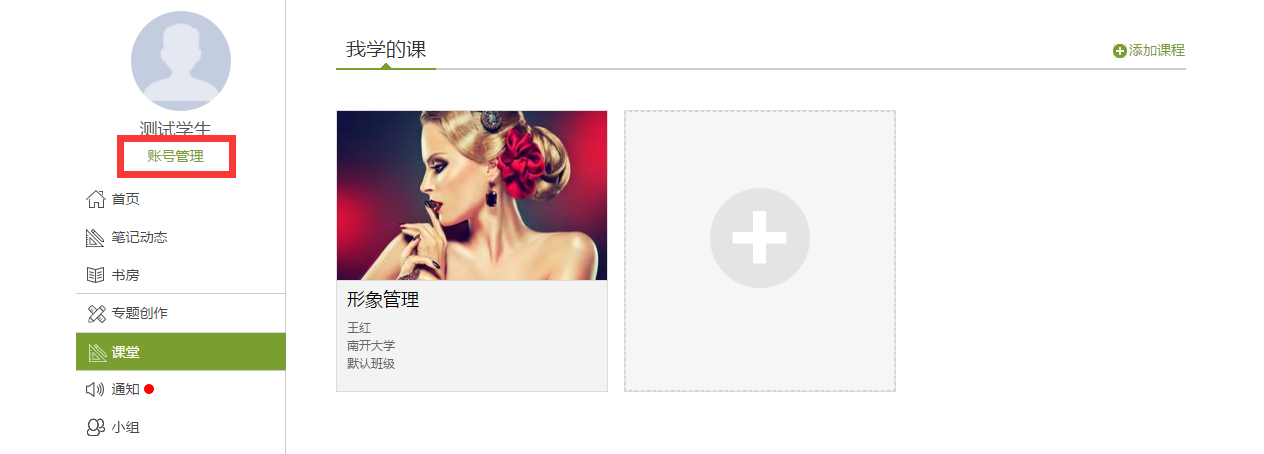 测试学生
账号管理
首页
笔记动态
书房
专题创作
课堂
通知
小组
我学的课
添加课程
形象管理
王红
南开大学
默认班级